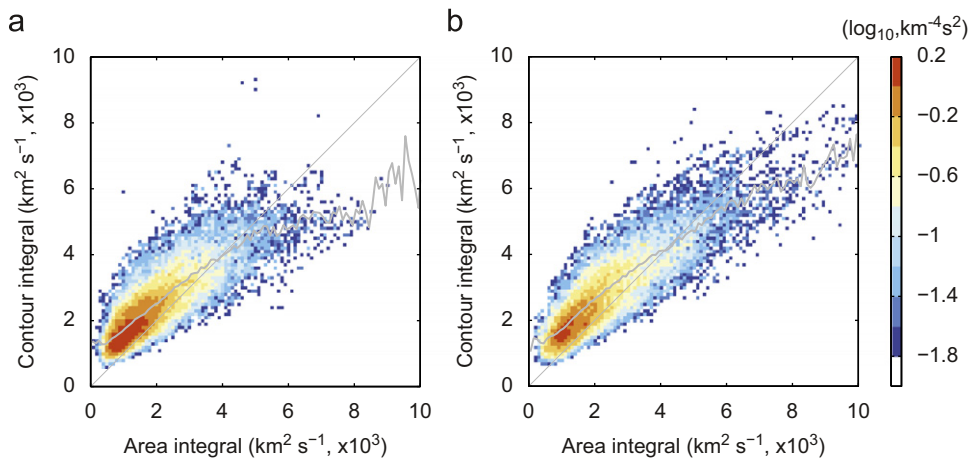 a
b
(log₁₀,km⁻⁴s²)
10
8
6
4
2
0
Contour integral (km² s⁻¹, x10³)
0 2 4 6 8 10
Area integral (km² s⁻¹, x10³)
10
8
6
4
2
0
Contour integral (km² s⁻¹, x10³)
0 2 4 6 8 10
Area integral (km² s⁻¹, x10³)
0.2
−0.2
−0.6
−1
−1.4
−1.8